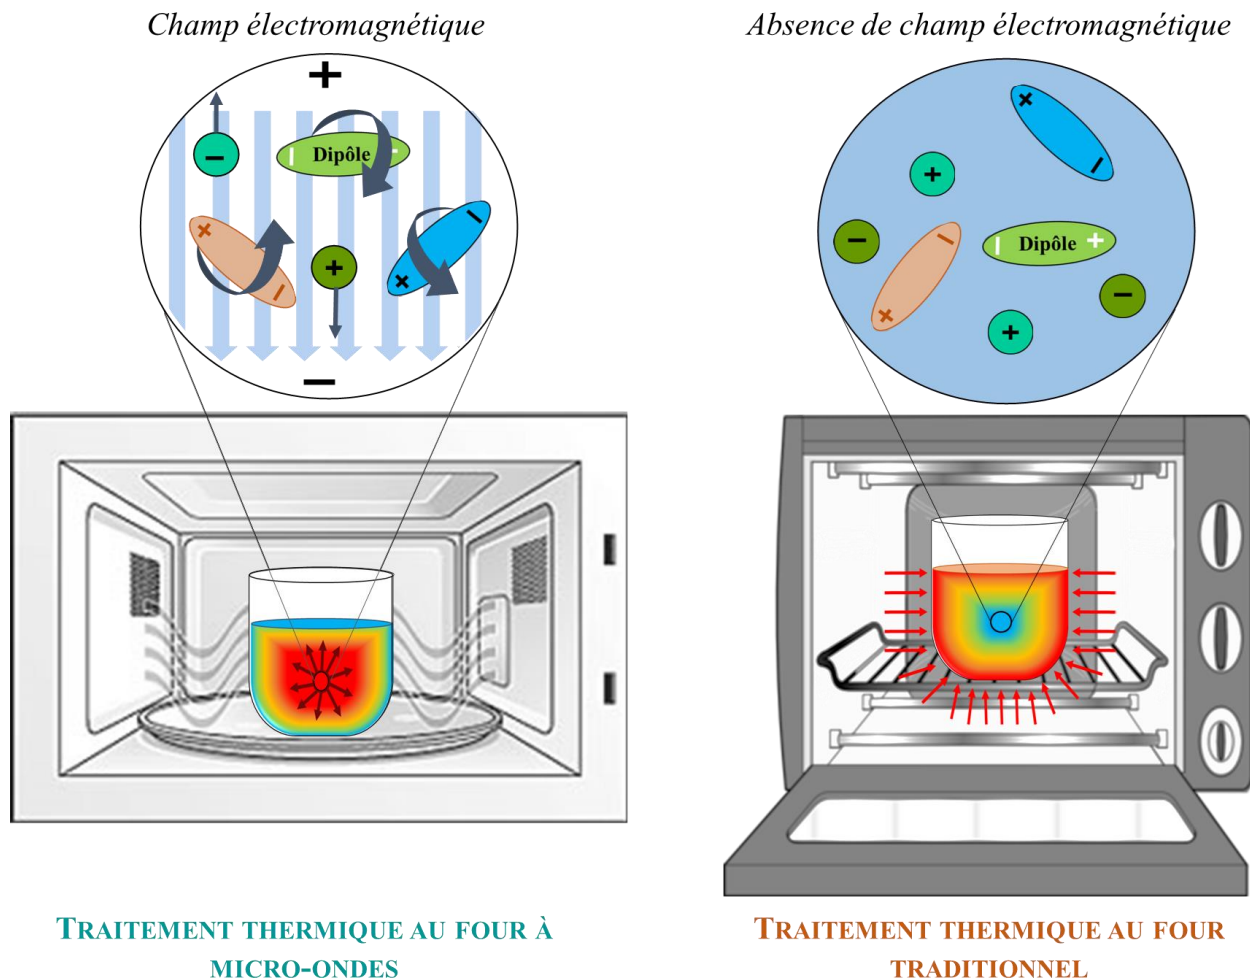 Champ électromagnétique
Absence de champ électromagnétique
+
−
Dipôle
−
+
+
−
+
−
+
−
−
+
−
+
−
−
Dipôle
+
+
−
+
−
+
TRAITEMENT THERMIQUE AU FOUR À
MICRO-ONDES
TRAITEMENT THERMIQUE AU FOUR
TRADITIONNEL